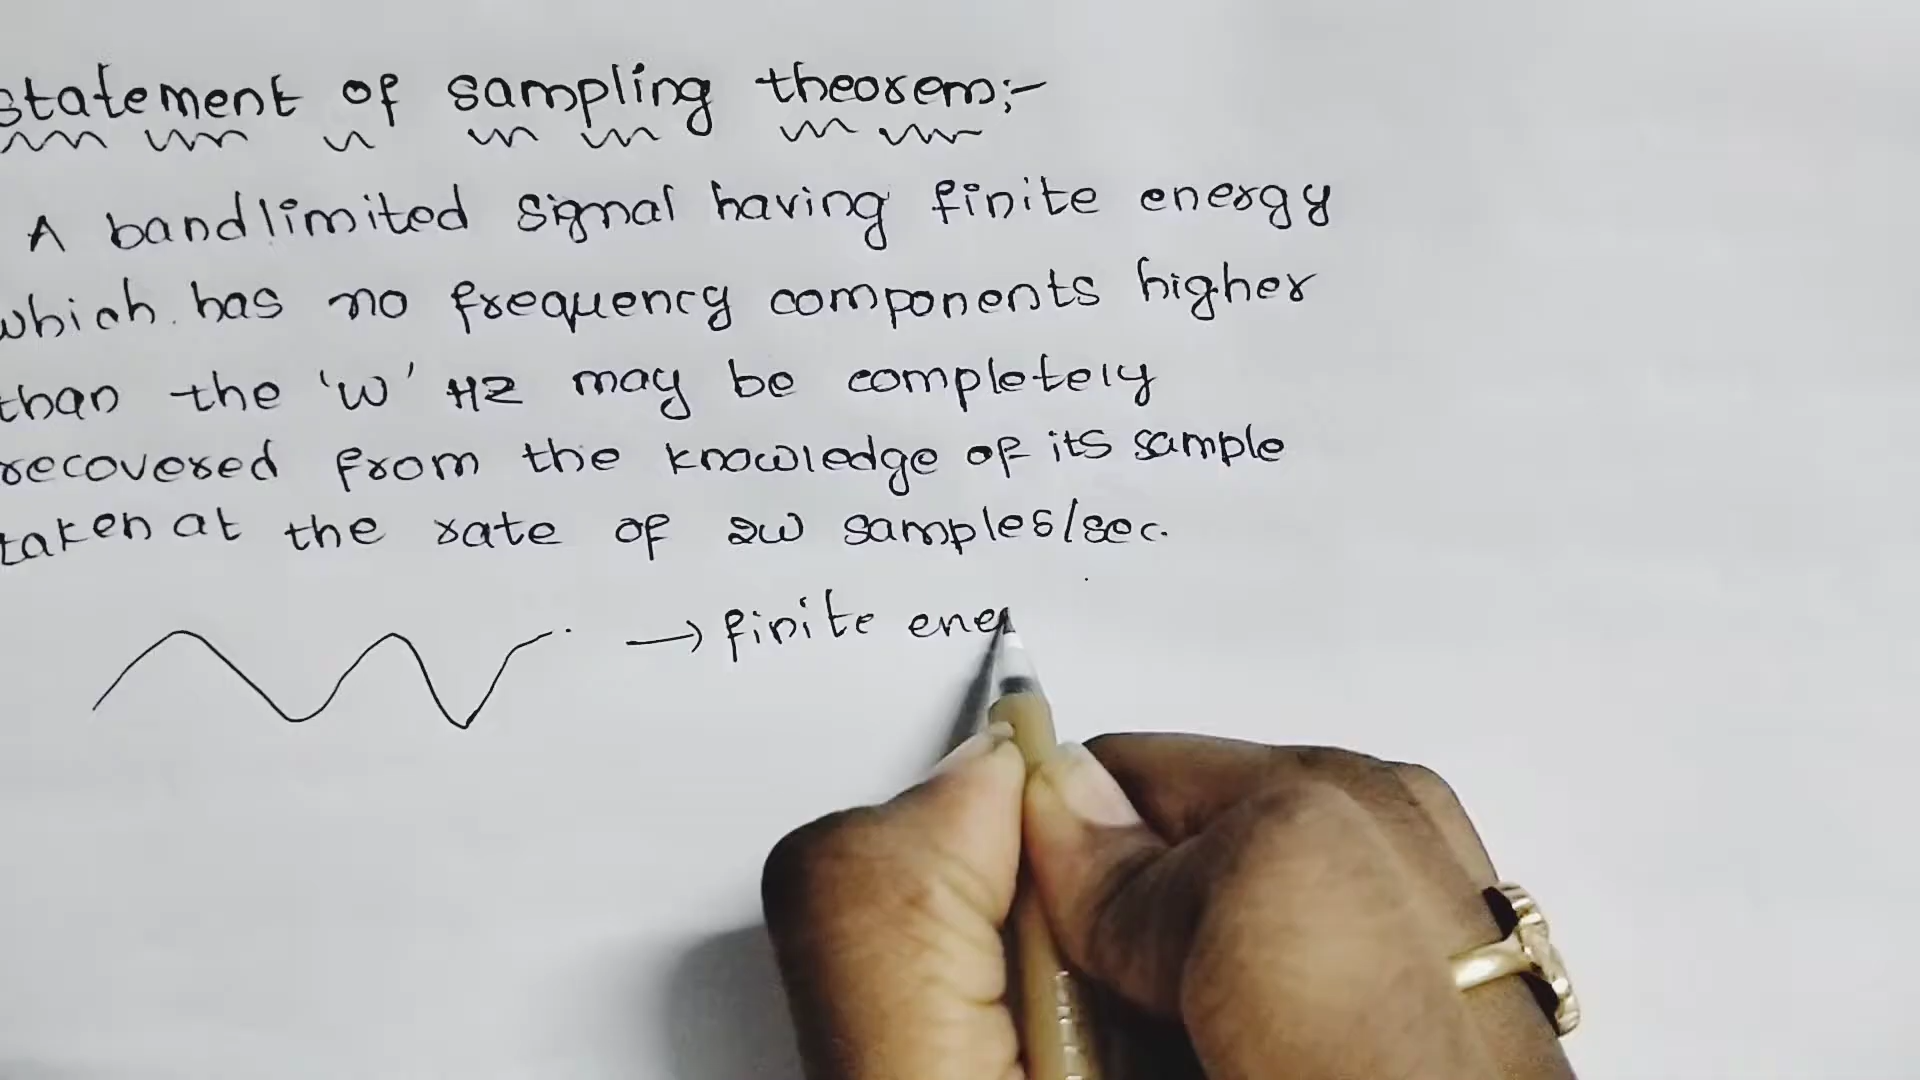 statement of sampling theorem:-
A bandlimited signal having finite energy
which has no frequency components higher
than the 'W' HZ may be completely
recovered from the knowledge of its sample
taken at the rate of 2W samples/sec.
→ finite ene